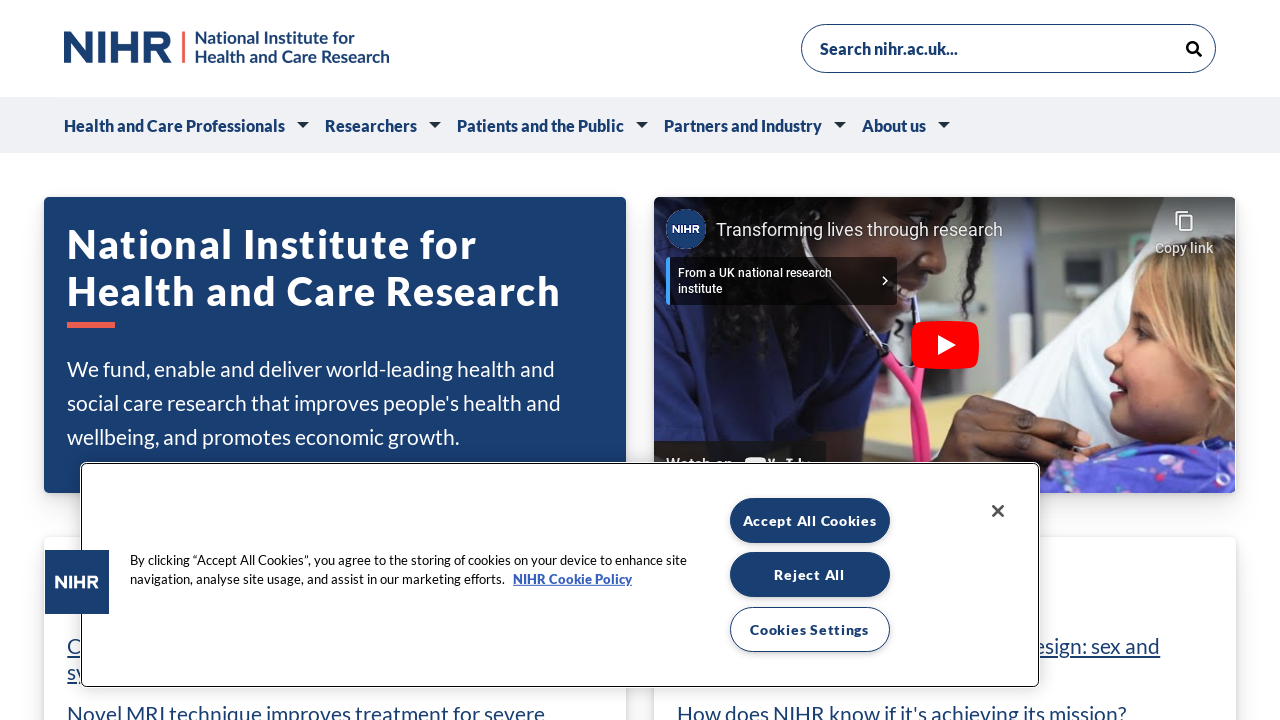 NIHR | National Institute for
Health and Care Research
Search nihr.ac.uk...
Health and Care Professionals
Researchers
Patients and the Public
Partners and Industry
About us
National Institute for
Health and Care Research
We fund, enable and deliver world-leading health and
social care research that improves people's health and
wellbeing, and promotes economic growth.
NIHR
Transforming lives through research
Copy link
From a UK national research
institute
Watch on YouTube
By clicking “Accept All Cookies”, you agree to the storing of cookies on your device to enhance site
navigation, analyse site usage, and assist in our marketing efforts. NIHR Cookie Policy
Accept All Cookies
Reject All
Cookies Settings
NIHR
esign: sex and
Novel MRI technique improves treatment for severe
How does NIHR know if it's achieving its mission?